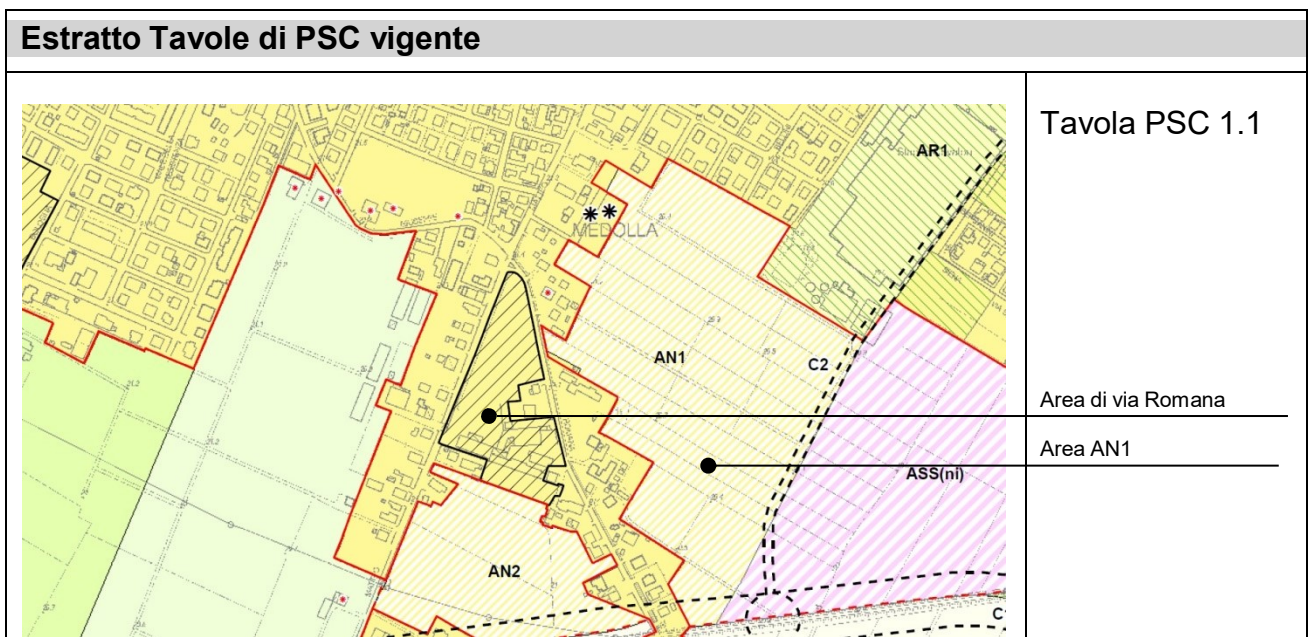 Estratto Tavole di PSC vigente
Tavola PSC 1.1
AR1
MEDOLLA
AN1
C2
Area di via Romana
Area AN1
ASS(ni)
AN2